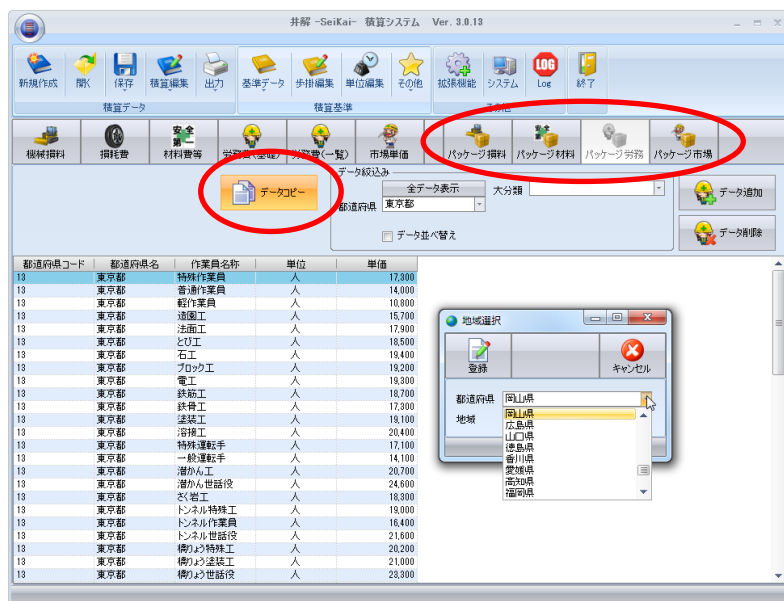 井解 -SeiKai- 積算システム Ver. 3.0.13
新規作成 開く 保存 積算編集 出力 基準データ 歩掛編集 単位編集 その他 拡張機能 システム Log 終了
LOG
積算データ 積算基準 その他
安全第一
機械損料 損耗費 材料費等 労務費(基礎) 労務費(一覧) 市場単価 パッケージ損料 パッケージ材料 パッケージ労務 パッケージ市場
データコピー
データ絞込み
全データ表示 大分類
都道府県 東京都
データ並べ替え
データ追加
データ削除
都道府県コード 都道府県名 作業員名称 単位 単価
13 東京都 特殊作業員 人 17,300
13 東京都 普通作業員 人 14,000
13 東京都 軽作業員 人 10,800
13 東京都 造園工 人 15,700
13 東京都 法面工 人 17,900
13 東京都 とび工 人 18,500
13 東京都 石工 人 19,400
13 東京都 ブロック工 人 19,200
13 東京都 電工 人 19,300
13 東京都 鉄筋工 人 18,700
13 東京都 鉄骨工 人 17,300
13 東京都 塗装工 人 19,100
13 東京都 溶接工 人 20,400
13 東京都 特殊運転手 人 17,100
13 東京都 一般運転手 人 14,100
13 東京都 潜かん工 人 20,700
13 東京都 潜かん世話役 人 24,600
13 東京都 さく岩工 人 18,300
13 東京都 トンネル特殊工 人 19,000
13 東京都 トンネル作業員 人 16,400
13 東京都 トンネル世話役 人 21,600
13 東京都 橋りょう特殊工 人 20,200
13 東京都 橋りょう塗装工 人 21,000
13 東京都 橋りょう世話役 人 23,300
地域選択
登録 キャンセル
都道府県 岡山県
地域
岡山県
広島県
山口県
徳島県
香川県
愛媛県
高知県
福岡県